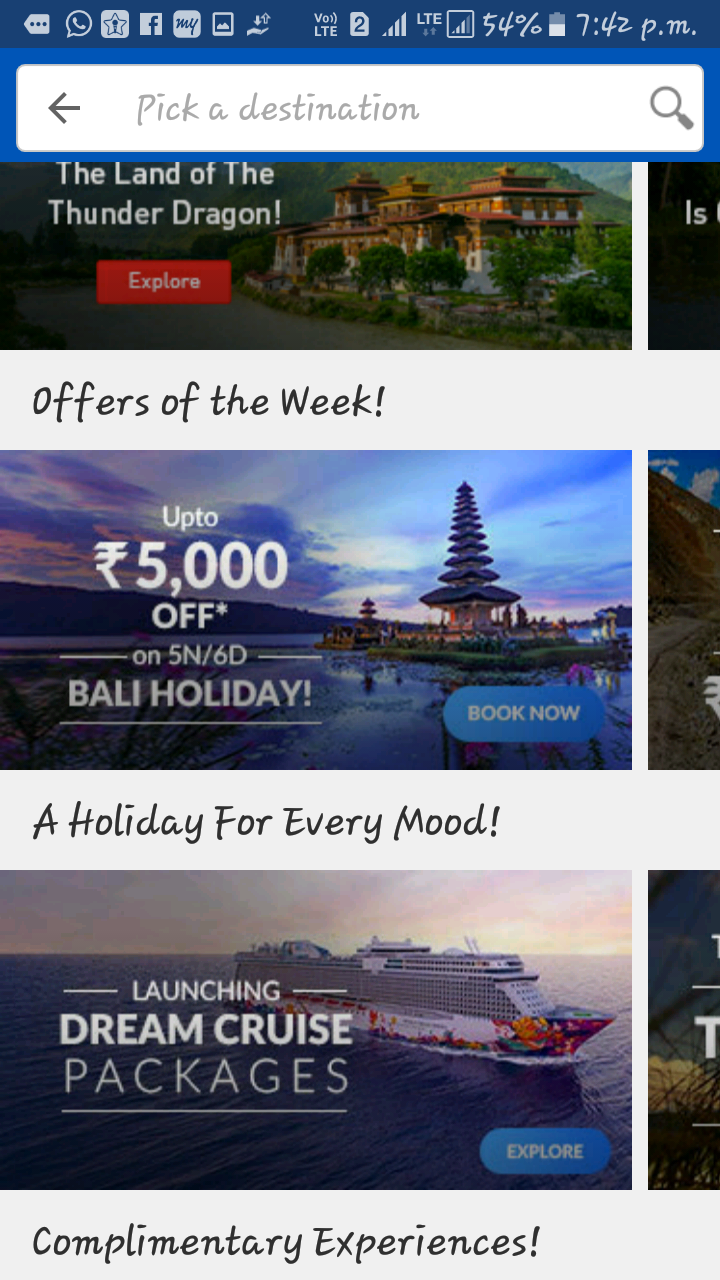 Vo)) LTE 2 LTE 54% 7:42 p.m.
my
Pick a destination
The Land of The
Thunder Dragon!
Is
Explore
Offers of the Week!
Upto
₹5,000
OFF*
on 5N/6D
BALI HOLIDAY!
BOOK NOW
₹
A Holiday For Every Mood!
LAUNCHING
DREAM CRUISE
PACKAGES
EXPLORE
Complimentary Experiences!